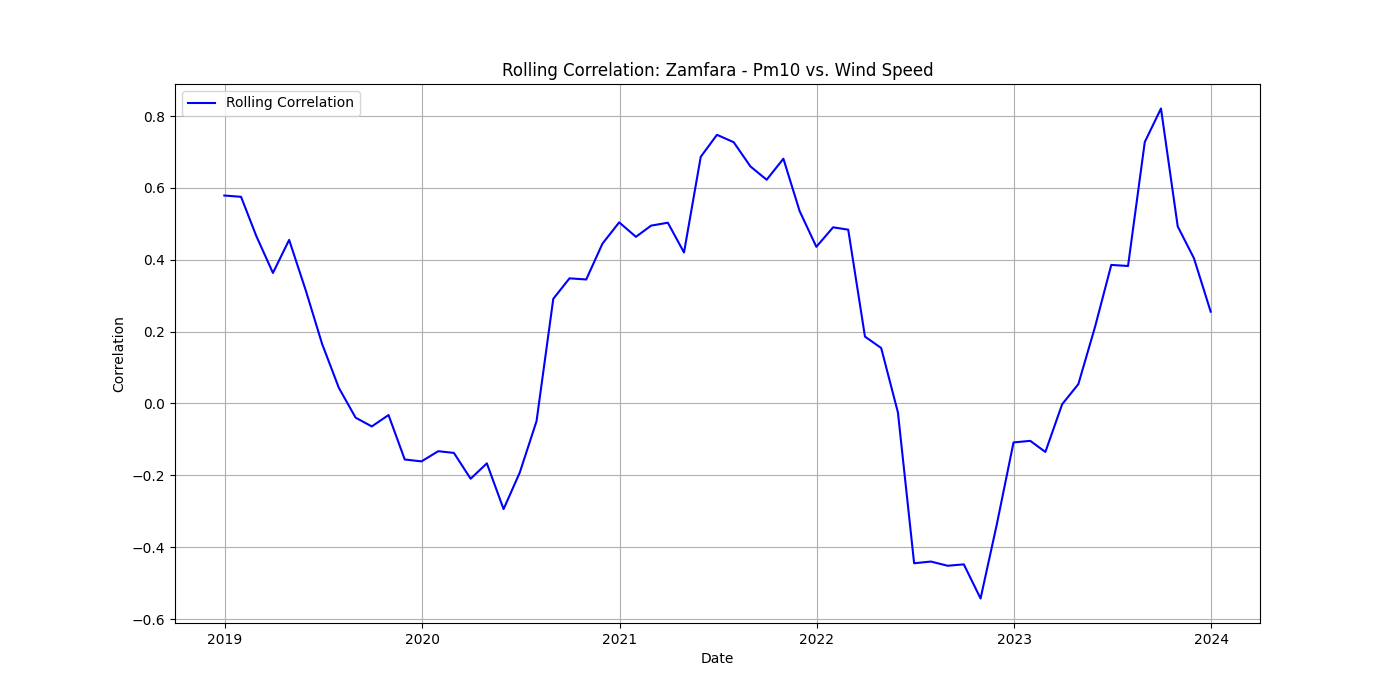 Rolling Correlation: Zamfara - Pm10 vs. Wind Speed
Rolling Correlation
0.8
0.6
0.4
0.2
0.0
−0.2
−0.4
−0.6
Correlation
2019 2020 2021 2022 2023 2024
Date